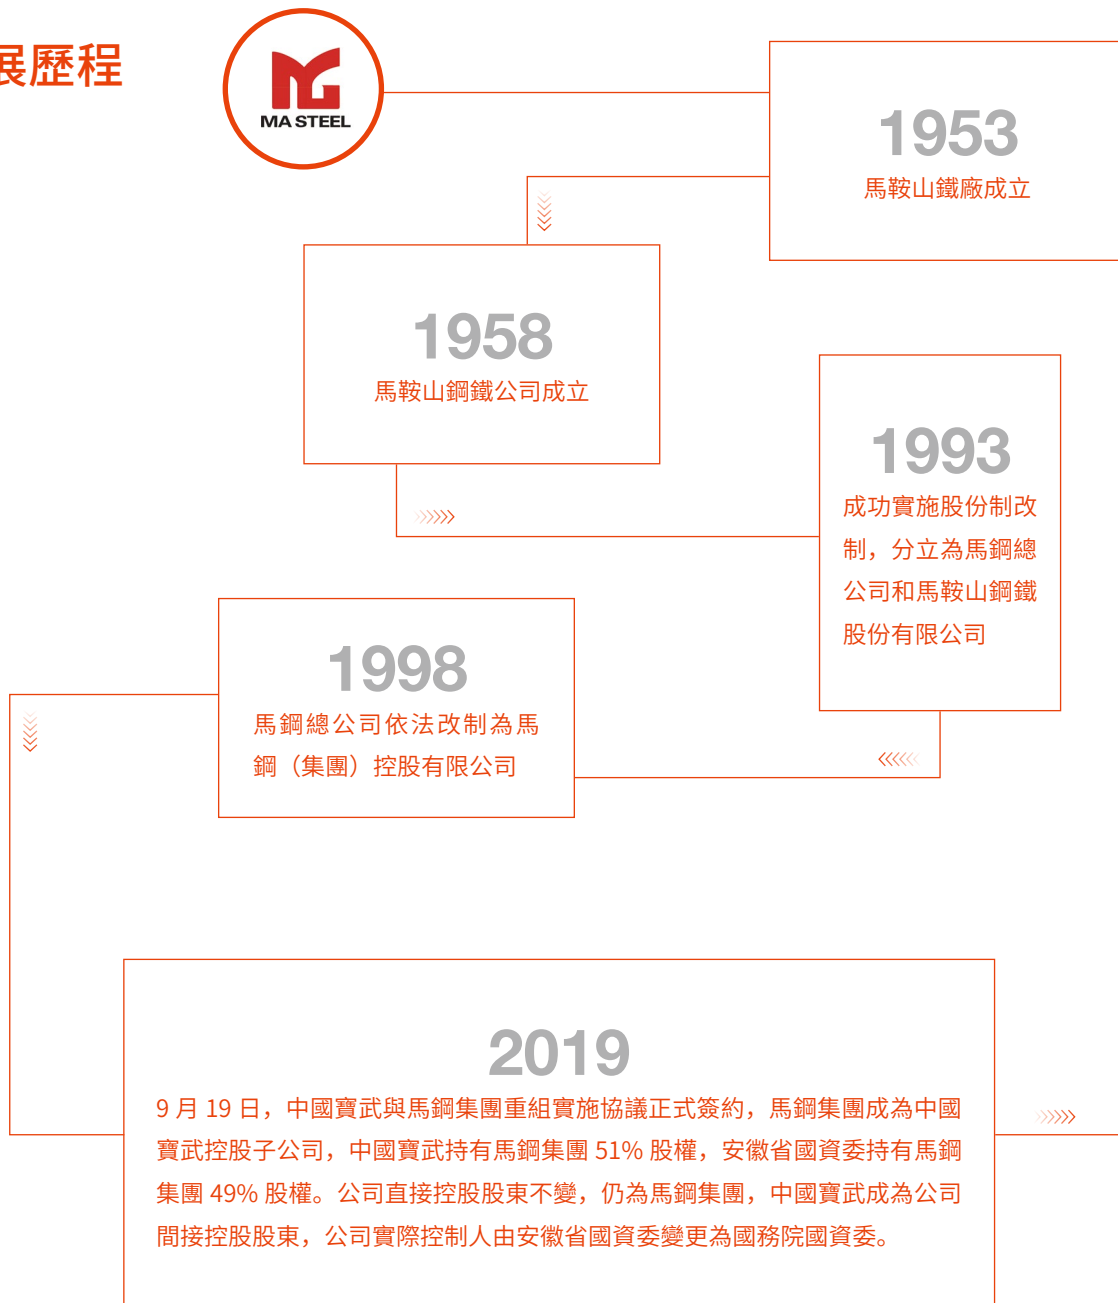 展歷程
MA STEEL
1953
馬鞍山鐵廠成立
1958
馬鞍山鋼鐵公司成立
1993
成功實施股份制改
制，分立為馬鋼總
公司和馬鞍山鋼鐵
股份有限公司
1998
馬鋼總公司依法改制為馬
鋼（集團）控股有限公司
2019
9 月 19 日，中國寶武與馬鋼集團重組實施協議正式簽約，馬鋼集團成為中國
寶武控股子公司，中國寶武持有馬鋼集團 51% 股權，安徽省國資委持有馬鋼
集團 49% 股權。公司直接控股股東不變，仍為馬鋼集團，中國寶武成為公司
間接控股股東，公司實際控制人由安徽省國資委變更為國務院國資委。